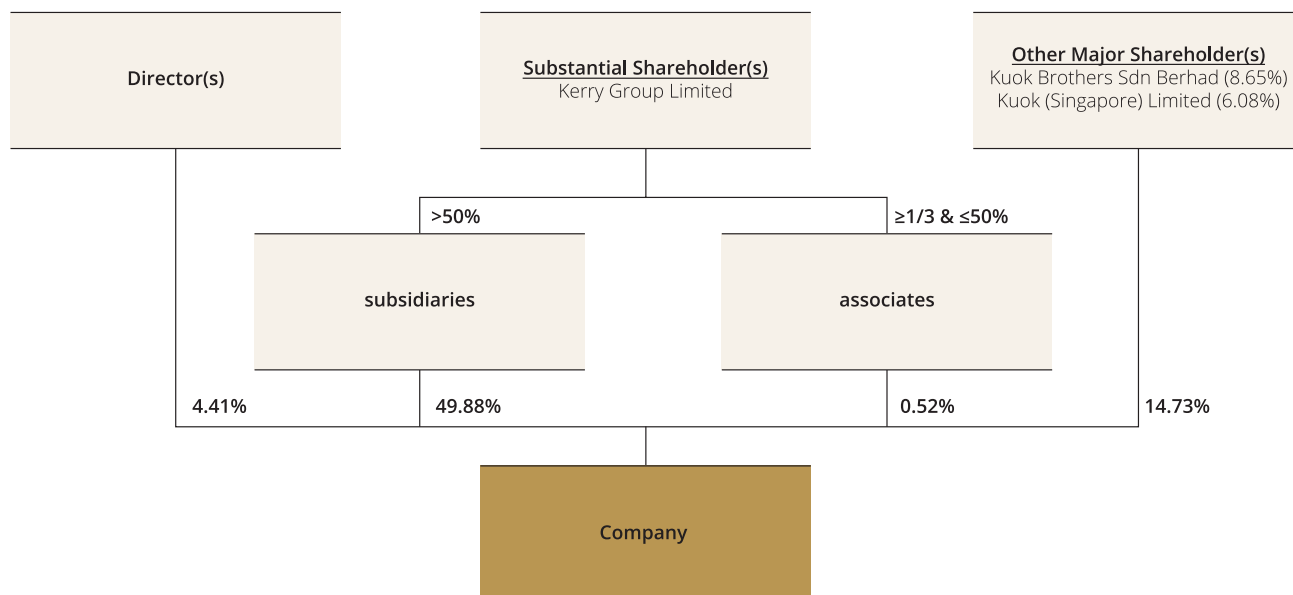 Director(s)
Substantial Shareholder(s)
Kerry Group Limited
Other Major Shareholder(s)
Kuok Brothers Sdn Berhad (8.65%)
Kuok (Singapore) Limited (6.08%)
>50%
≥1/3 & ≤50%
subsidiaries
associates
4.41%
49.88%
0.52%
14.73%
Company